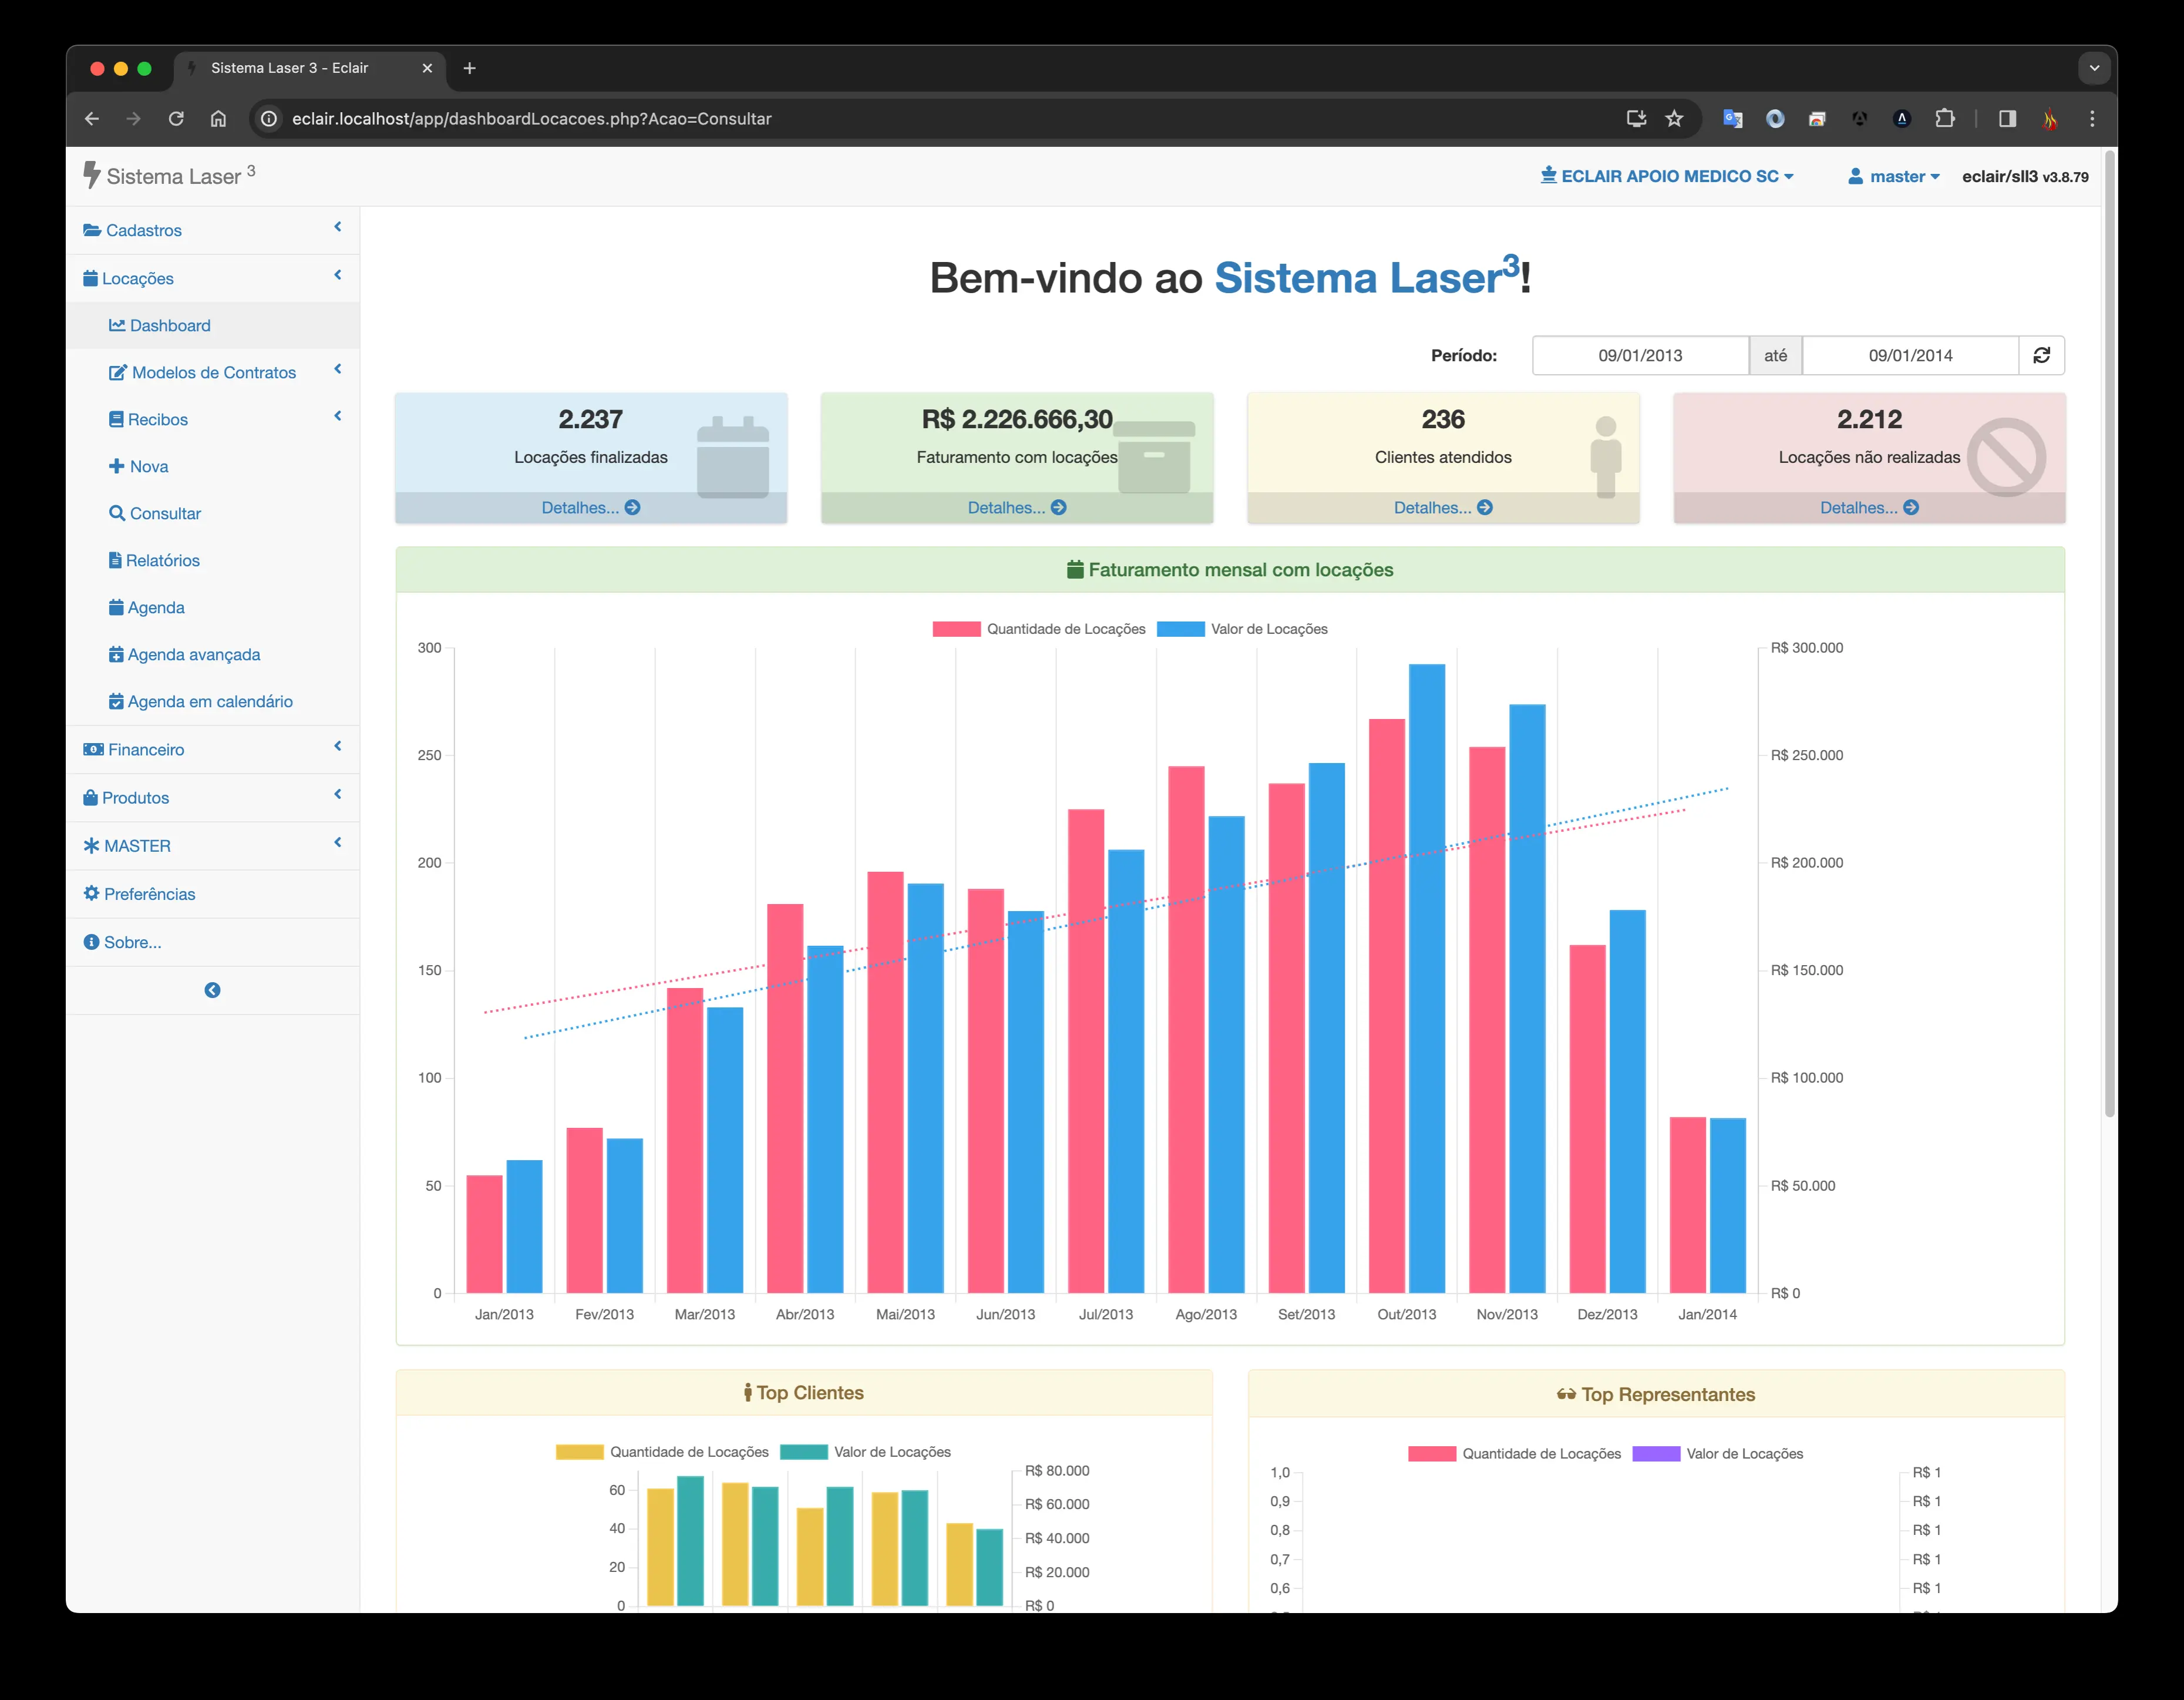 Sistema Laser 3 - Eclair
eclair.localhost/app/dashboardLocacoes.php?Acao=Consultar
Sistema Laser 3
ECLAIR APOIO MEDICO SC
master
eclair/sll3 v3.8.79
Cadastros
Locações
Dashboard
Modelos de Contratos
Recibos
Nova
Consultar
Relatórios
Agenda
Agenda avançada
Agenda em calendário
Financeiro
Produtos
MASTER
Preferências
Sobre...
Bem-vindo ao Sistema Laser3!
Período: 09/01/2013 até 09/01/2014
2.237
Locações finalizadas
Detalhes...
R$ 2.226.666,30
Faturamento com locações
Detalhes...
236
Clientes atendidos
Detalhes...
2.212
Locações não realizadas
Detalhes...
Faturamento mensal com locações
Quantidade de Locações Valor de Locações
300 R$ 300.000
250 R$ 250.000
200 R$ 200.000
150 R$ 150.000
100 R$ 100.000
50 R$ 50.000
0 R$ 0
Jan/2013 Fev/2013 Mar/2013 Abr/2013 Mai/2013 Jun/2013 Jul/2013 Ago/2013 Set/2013 Out/2013 Nov/2013 Dez/2013 Jan/2014
Top Clientes
Quantidade de Locações Valor de Locações
R$ 80.000
60
R$ 60.000
40
R$ 40.000
20
R$ 20.000
0 R$ 0
Top Representantes
Quantidade de Locações Valor de Locações
1,0 R$ 1
0,9 R$ 1
0,8 R$ 1
0,7 R$ 1
0,6 R$ 1